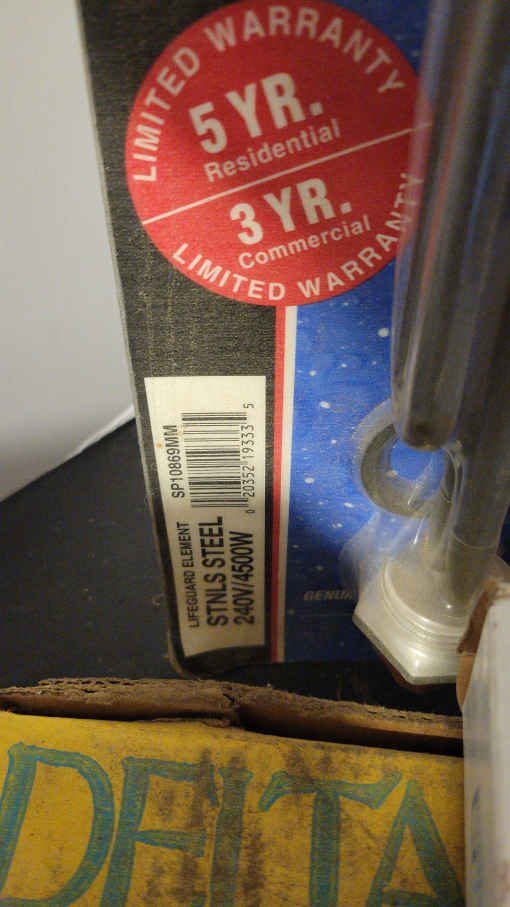 LIMITED WARRANTY
5 YR.
Residential
3 YR.
Commercial
LIMITED WARRANTY
SP10869MM
0 20352 19333 5
LIFEGUARD ELEMENT
STNLS STEEL
240V/4500W
DELTA